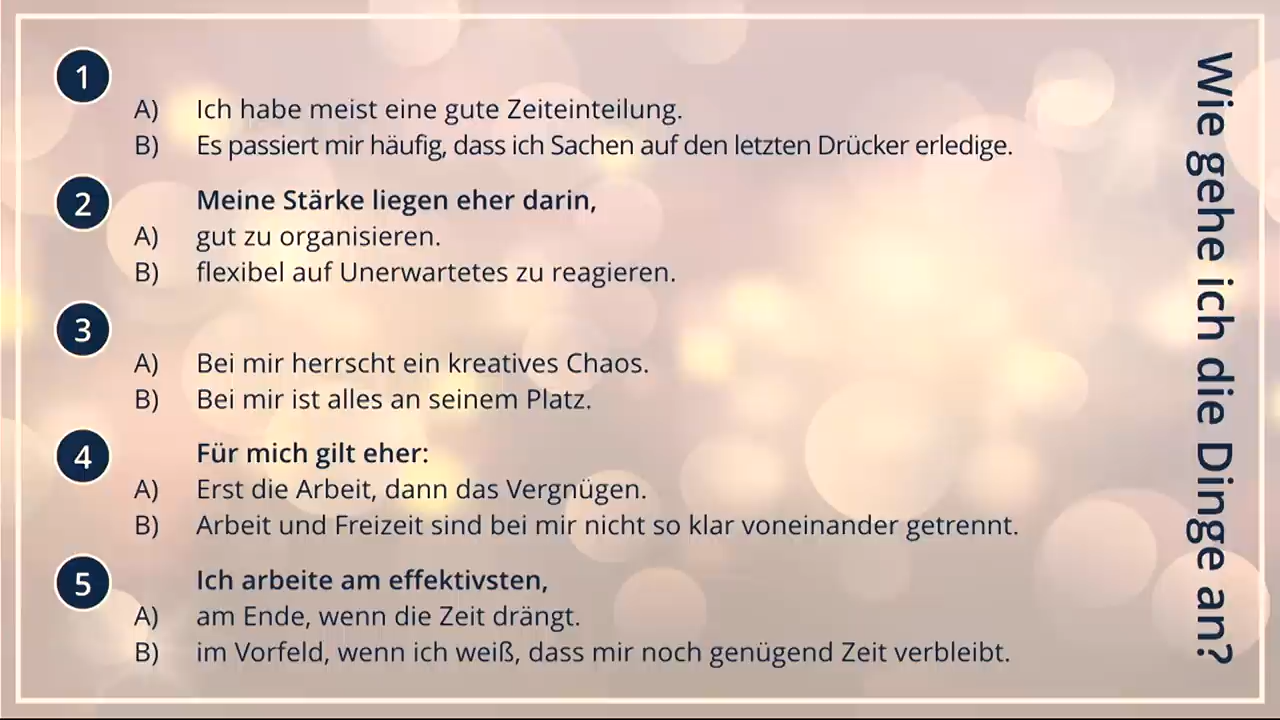 Wie gehe ich die Dinge an?
1
A) Ich habe meist eine gute Zeiteinteilung.
B) Es passiert mir häufig, dass ich Sachen auf den letzten Drücker erledige.
2 Meine Stärke liegen eher darin,
A) gut zu organisieren.
B) flexibel auf Unerwartetes zu reagieren.
3
A) Bei mir herrscht ein kreatives Chaos.
B) Bei mir ist alles an seinem Platz.
4 Für mich gilt eher:
A) Erst die Arbeit, dann das Vergnügen.
B) Arbeit und Freizeit sind bei mir nicht so klar voneinander getrennt.
5 Ich arbeite am effektivsten,
A) am Ende, wenn die Zeit drängt.
B) im Vorfeld, wenn ich weiß, dass mir noch genügend Zeit verbleibt.